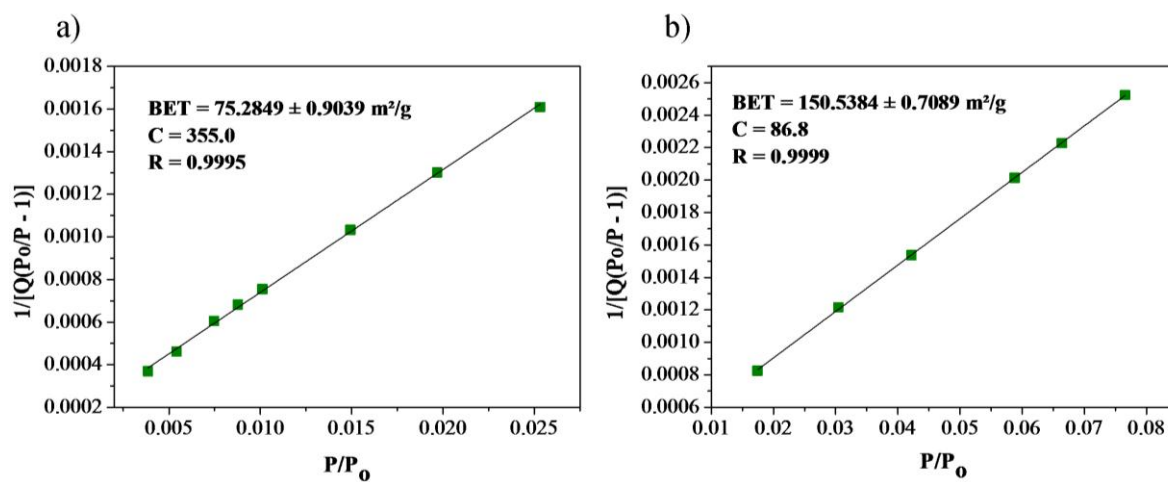 a)
0.0018
0.0016
0.0014
0.0012
0.0010
0.0008
0.0006
0.0004
0.0002
1/[Q(Po/P - 1)]
BET = 75.2849 ± 0.9039 m²/g
C = 355.0
R = 0.9995
0.005 0.010 0.015 0.020 0.025
P/Po
b)
0.0026
0.0024
0.0022
0.0020
0.0018
0.0016
0.0014
0.0012
0.0010
0.0008
0.0006
1/[Q(Po/P - 1)]
BET = 150.5384 ± 0.7089 m²/g
C = 86.8
R = 0.9999
0.01 0.02 0.03 0.04 0.05 0.06 0.07 0.08
P/Po